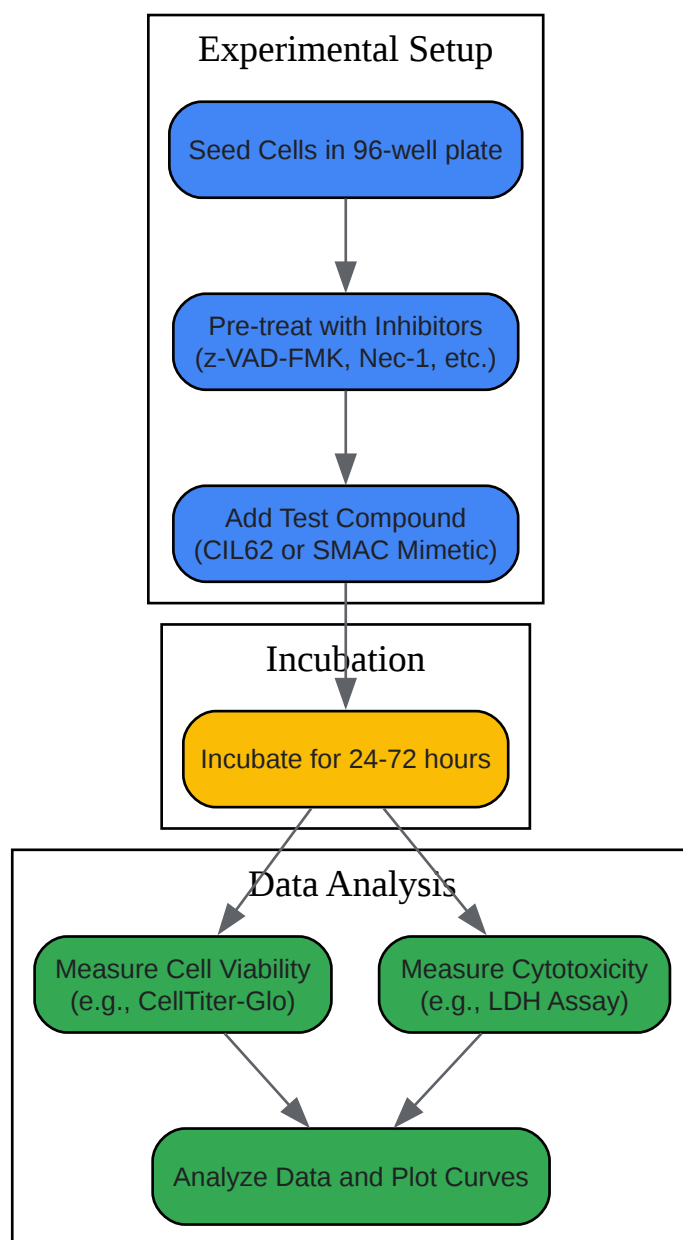 Experimental Setup
Seed Cells in 96-well plate
Pre-treat with Inhibitors
(z-VAD-FMK, Nec-1, etc.)
Add Test Compound
(CIL62 or SMAC Mimetic)
Incubation
Incubate for 24-72 hours
Data Analysis
Measure Cell Viability
(e.g., CellTiter-Glo)
Measure Cytotoxicity
(e.g., LDH Assay)
Analyze Data and Plot Curves